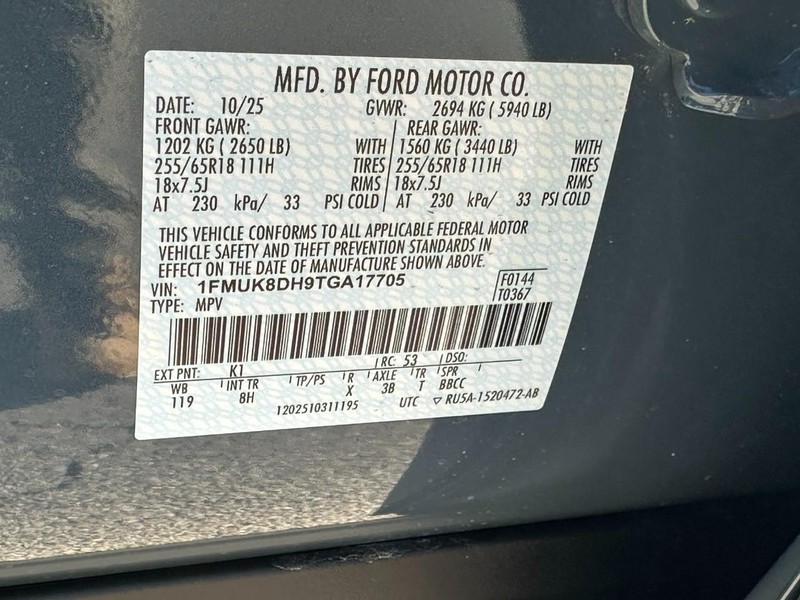 MFD. BY FORD MOTOR CO.
DATE: 10/25 GVWR: 2694 KG ( 5940 LB)
FRONT GAWR: REAR GAWR:
1202 KG ( 2650 LB) WITH 1560 KG ( 3440 LB) WITH
255/65R18 111H TIRES 255/65R18 111H TIRES
18x7.5J RIMS 18x7.5J RIMS
AT 230 kPa/ 33 PSI COLD AT 230 kPa/ 33 PSI COLD
THIS VEHICLE CONFORMS TO ALL APPLICABLE FEDERAL MOTOR
VEHICLE SAFETY AND THEFT PREVENTION STANDARDS IN
EFFECT ON THE DATE OF MANUFACTURE SHOWN ABOVE.
VIN: 1FMUK8DH9TGA17705 F0144
TYPE: MPV T0367
EXT PNT: K1 RC: 53 DSO:
WB INT TR TP/PS R AXLE TR SPR
119 8H X 3B T BBCC
1202510311195 UTC ▽ RU5A-1520472-AB